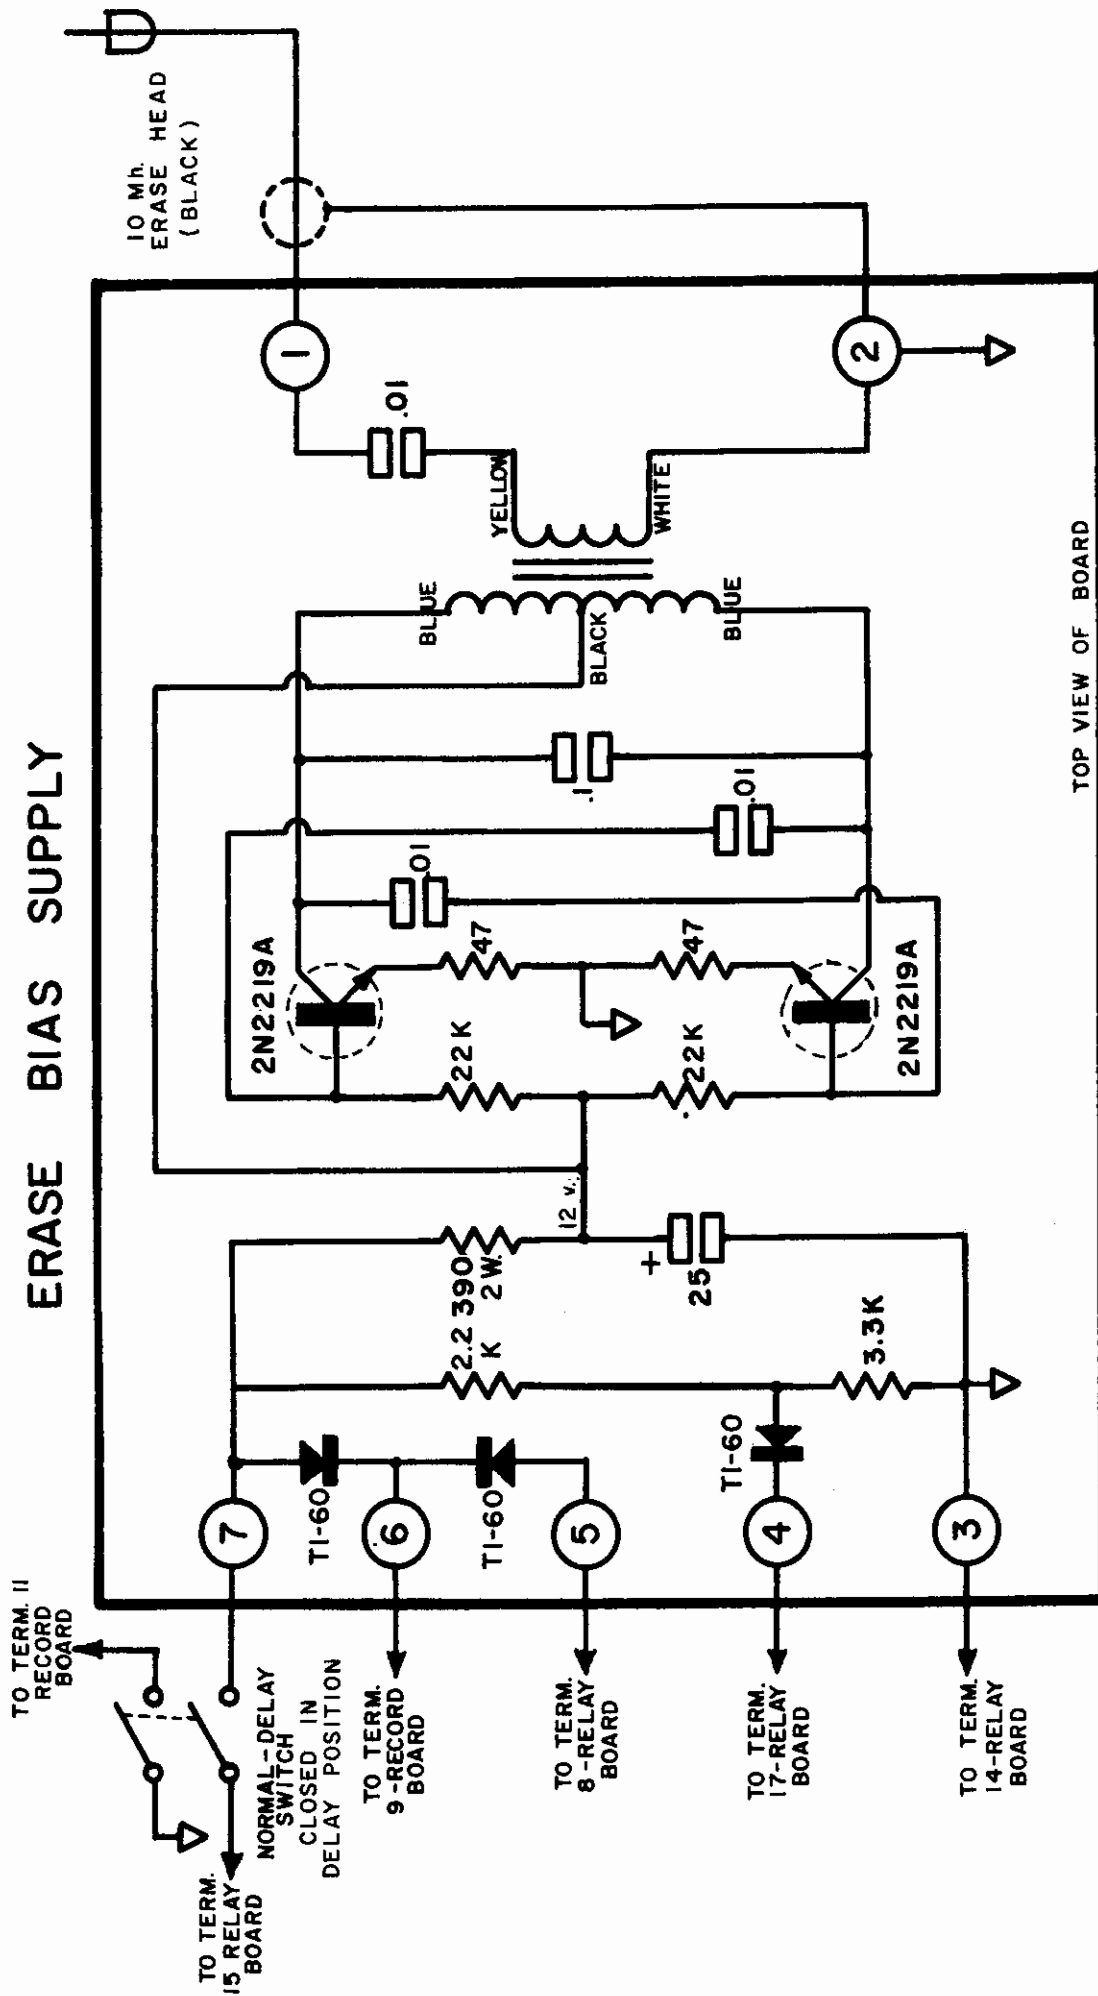 ERASE BIAS SUPPLY
TO TERM. 11
RECORD
BOARD
TO TERM.
15 RELAY
BOARD
NORMAL-DELAY
SWITCH
CLOSED IN
DELAY POSITION
TO TERM.
9-RECORD
BOARD
TO TERM.
8-RELAY
BOARD
TO TERM.
17-RELAY
BOARD
TO TERM.
14-RELAY
BOARD
7
6
5
4
3
TI-60
TI-60
TI-60
2.2
K
390
2W.
3.3K
12 v.
+
25
22K
22K
2N2219A
47
47
2N2219A
.01
.01
.1
BLUE
BLACK
BLUE
YELLOW
WHITE
.01
1
2
10 Mh.
ERASE HEAD
(BLACK)
TOP VIEW OF BOARD